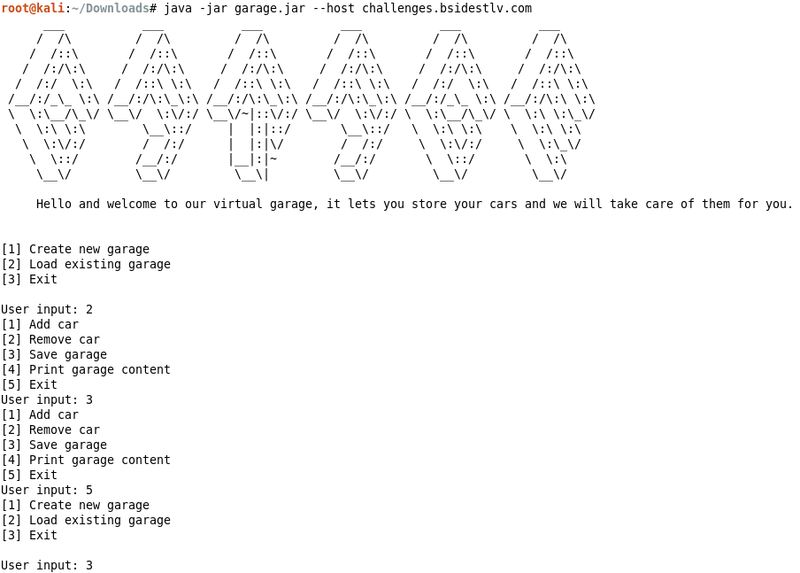 root@kali:~/Downloads# java -jar garage.jar --host challenges.bsidestlv.com
GARAGE
Hello and welcome to our virtual garage, it lets you store your cars and we will take care of them for you.
[1] Create new garage
[2] Load existing garage
[3] Exit
User input: 2
[1] Add car
[2] Remove car
[3] Save garage
[4] Print garage content
[5] Exit
User input: 3
[1] Add car
[2] Remove car
[3] Save garage
[4] Print garage content
[5] Exit
User input: 5
[1] Create new garage
[2] Load existing garage
[3] Exit
User input: 3